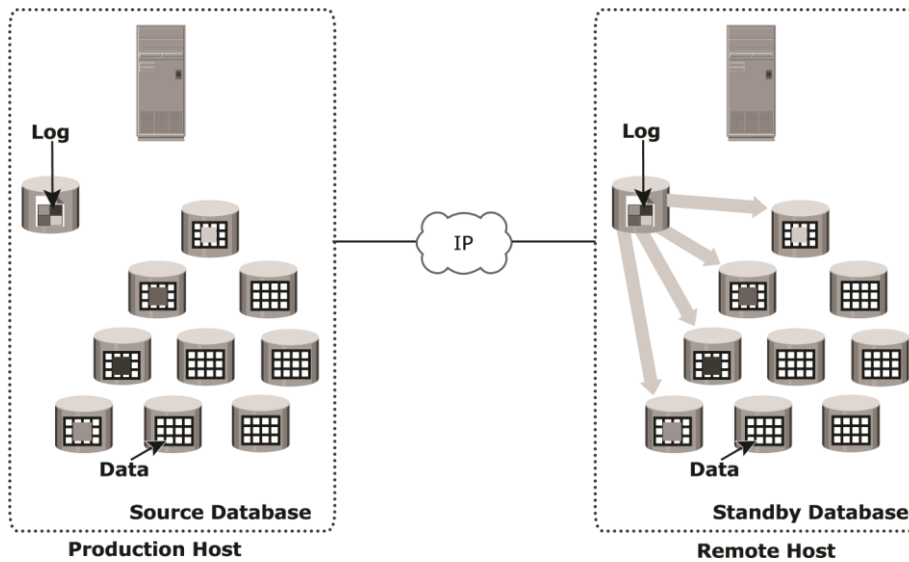 Log
Data
Source Database
Production Host
IP
Log
Data
Standby Database
Remote Host